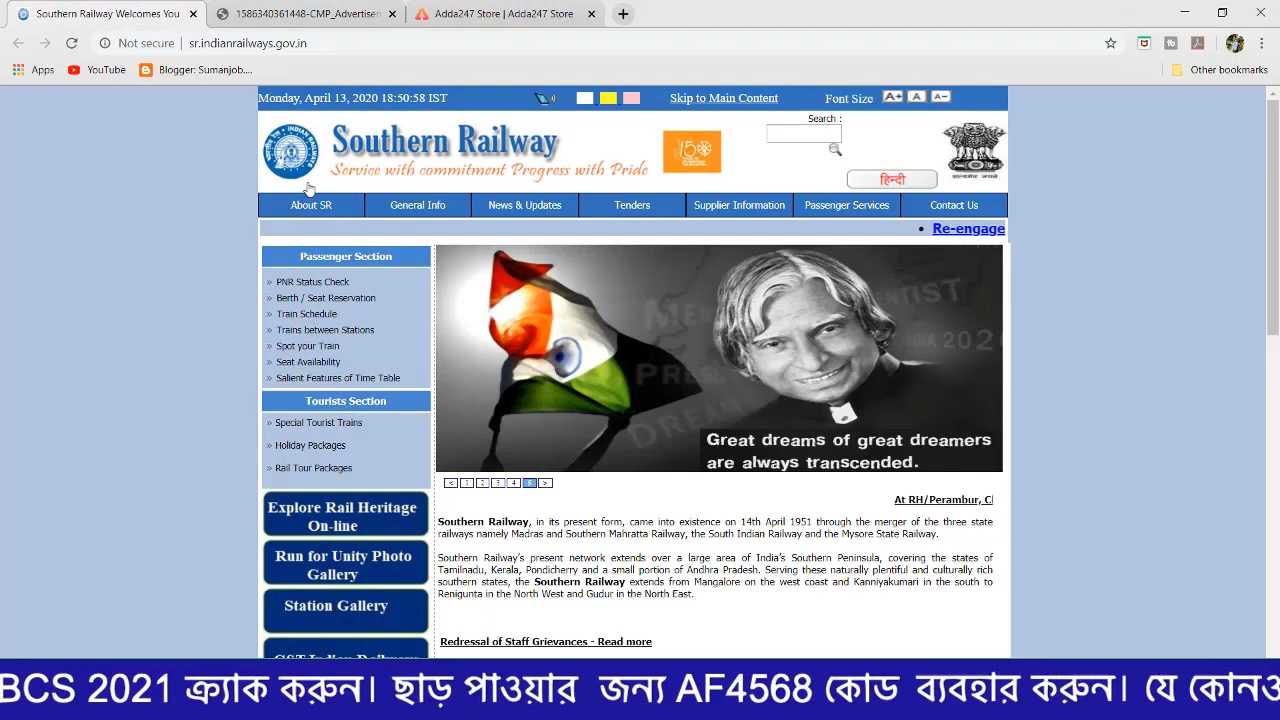 Southern Railway Welcomes You
1586340361448-CMP_Advertisen
Adda247 Store | Adda247 Store
Not secure
sr.indianrailways.gov.in
Apps
YouTube
Blogger: Sumanjob....
Other bookmarks
Monday, April 13, 2020 18:50:58 IST
Skip to Main Content
Font Size
A+ A A-
Southern Railway
Service with commitment Progress with Pride
Search :
हिन्दी
About SR
General Info
News & Updates
Tenders
Supplier Information
Passenger Services
Contact Us
• Re-engage
Passenger Section
» PNR Status Check
» Berth / Seat Reservation
» Train Schedule
» Trains between Stations
» Spot your Train
» Seat Availability
» Salient Features of Time Table
Tourists Section
» Special Tourist Trains
» Holiday Packages
» Rail Tour Packages
Explore Rail Heritage
On-line
Run for Unity Photo
Gallery
Station Gallery
Great dreams of great dreamers
are always transcended.
< 1 2 3 4 5 >
At RH/Perambur, C
Southern Railway, in its present form, came into existence on 14th April 1951 through the merger of the three state
railways namely Madras and Southern Mahratta Railway, the South Indian Railway and the Mysore State Railway.
Southern Railway's present network extends over a large area of India's Southern Peninsula, covering the states of
Tamilnadu, Kerala, Pondicherry and a small portion of Andhra Pradesh. Serving these naturally plentiful and culturally rich
southern states, the Southern Railway extends from Mangalore on the west coast and Kanniyakumari in the south to
Renigunta in the North West and Gudur in the North East.
Redressal of Staff Grievances - Read more
BCS 2021 ক্র্যাক করুন। ছাড় পাওয়ার জন্য AF4568 কোড ব্যবহার করুন। যে কোনও